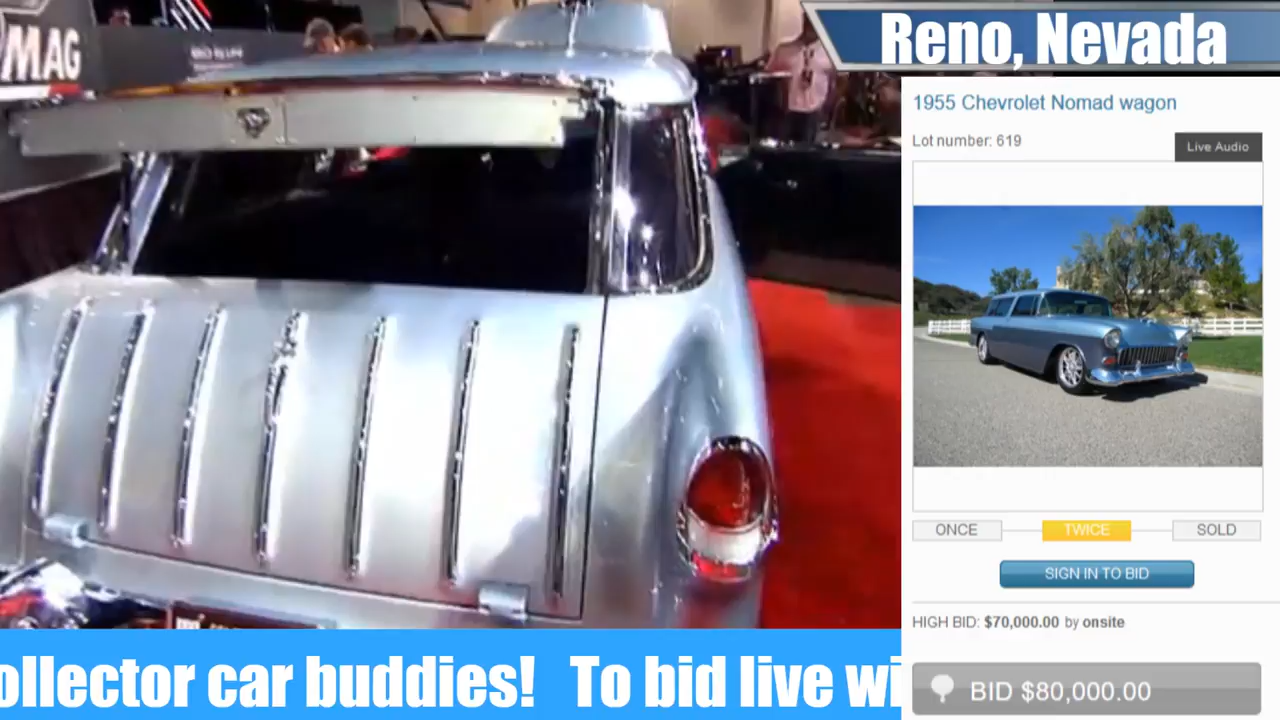 MAG
Reno, Nevada
1955 Chevrolet Nomad wagon
Lot number: 619
Live Audio
ONCE
TWICE
SOLD
SIGN IN TO BID
HIGH BID: $70,000.00 by onsite
BID $80,000.00
ollector car buddies! To bid live wi